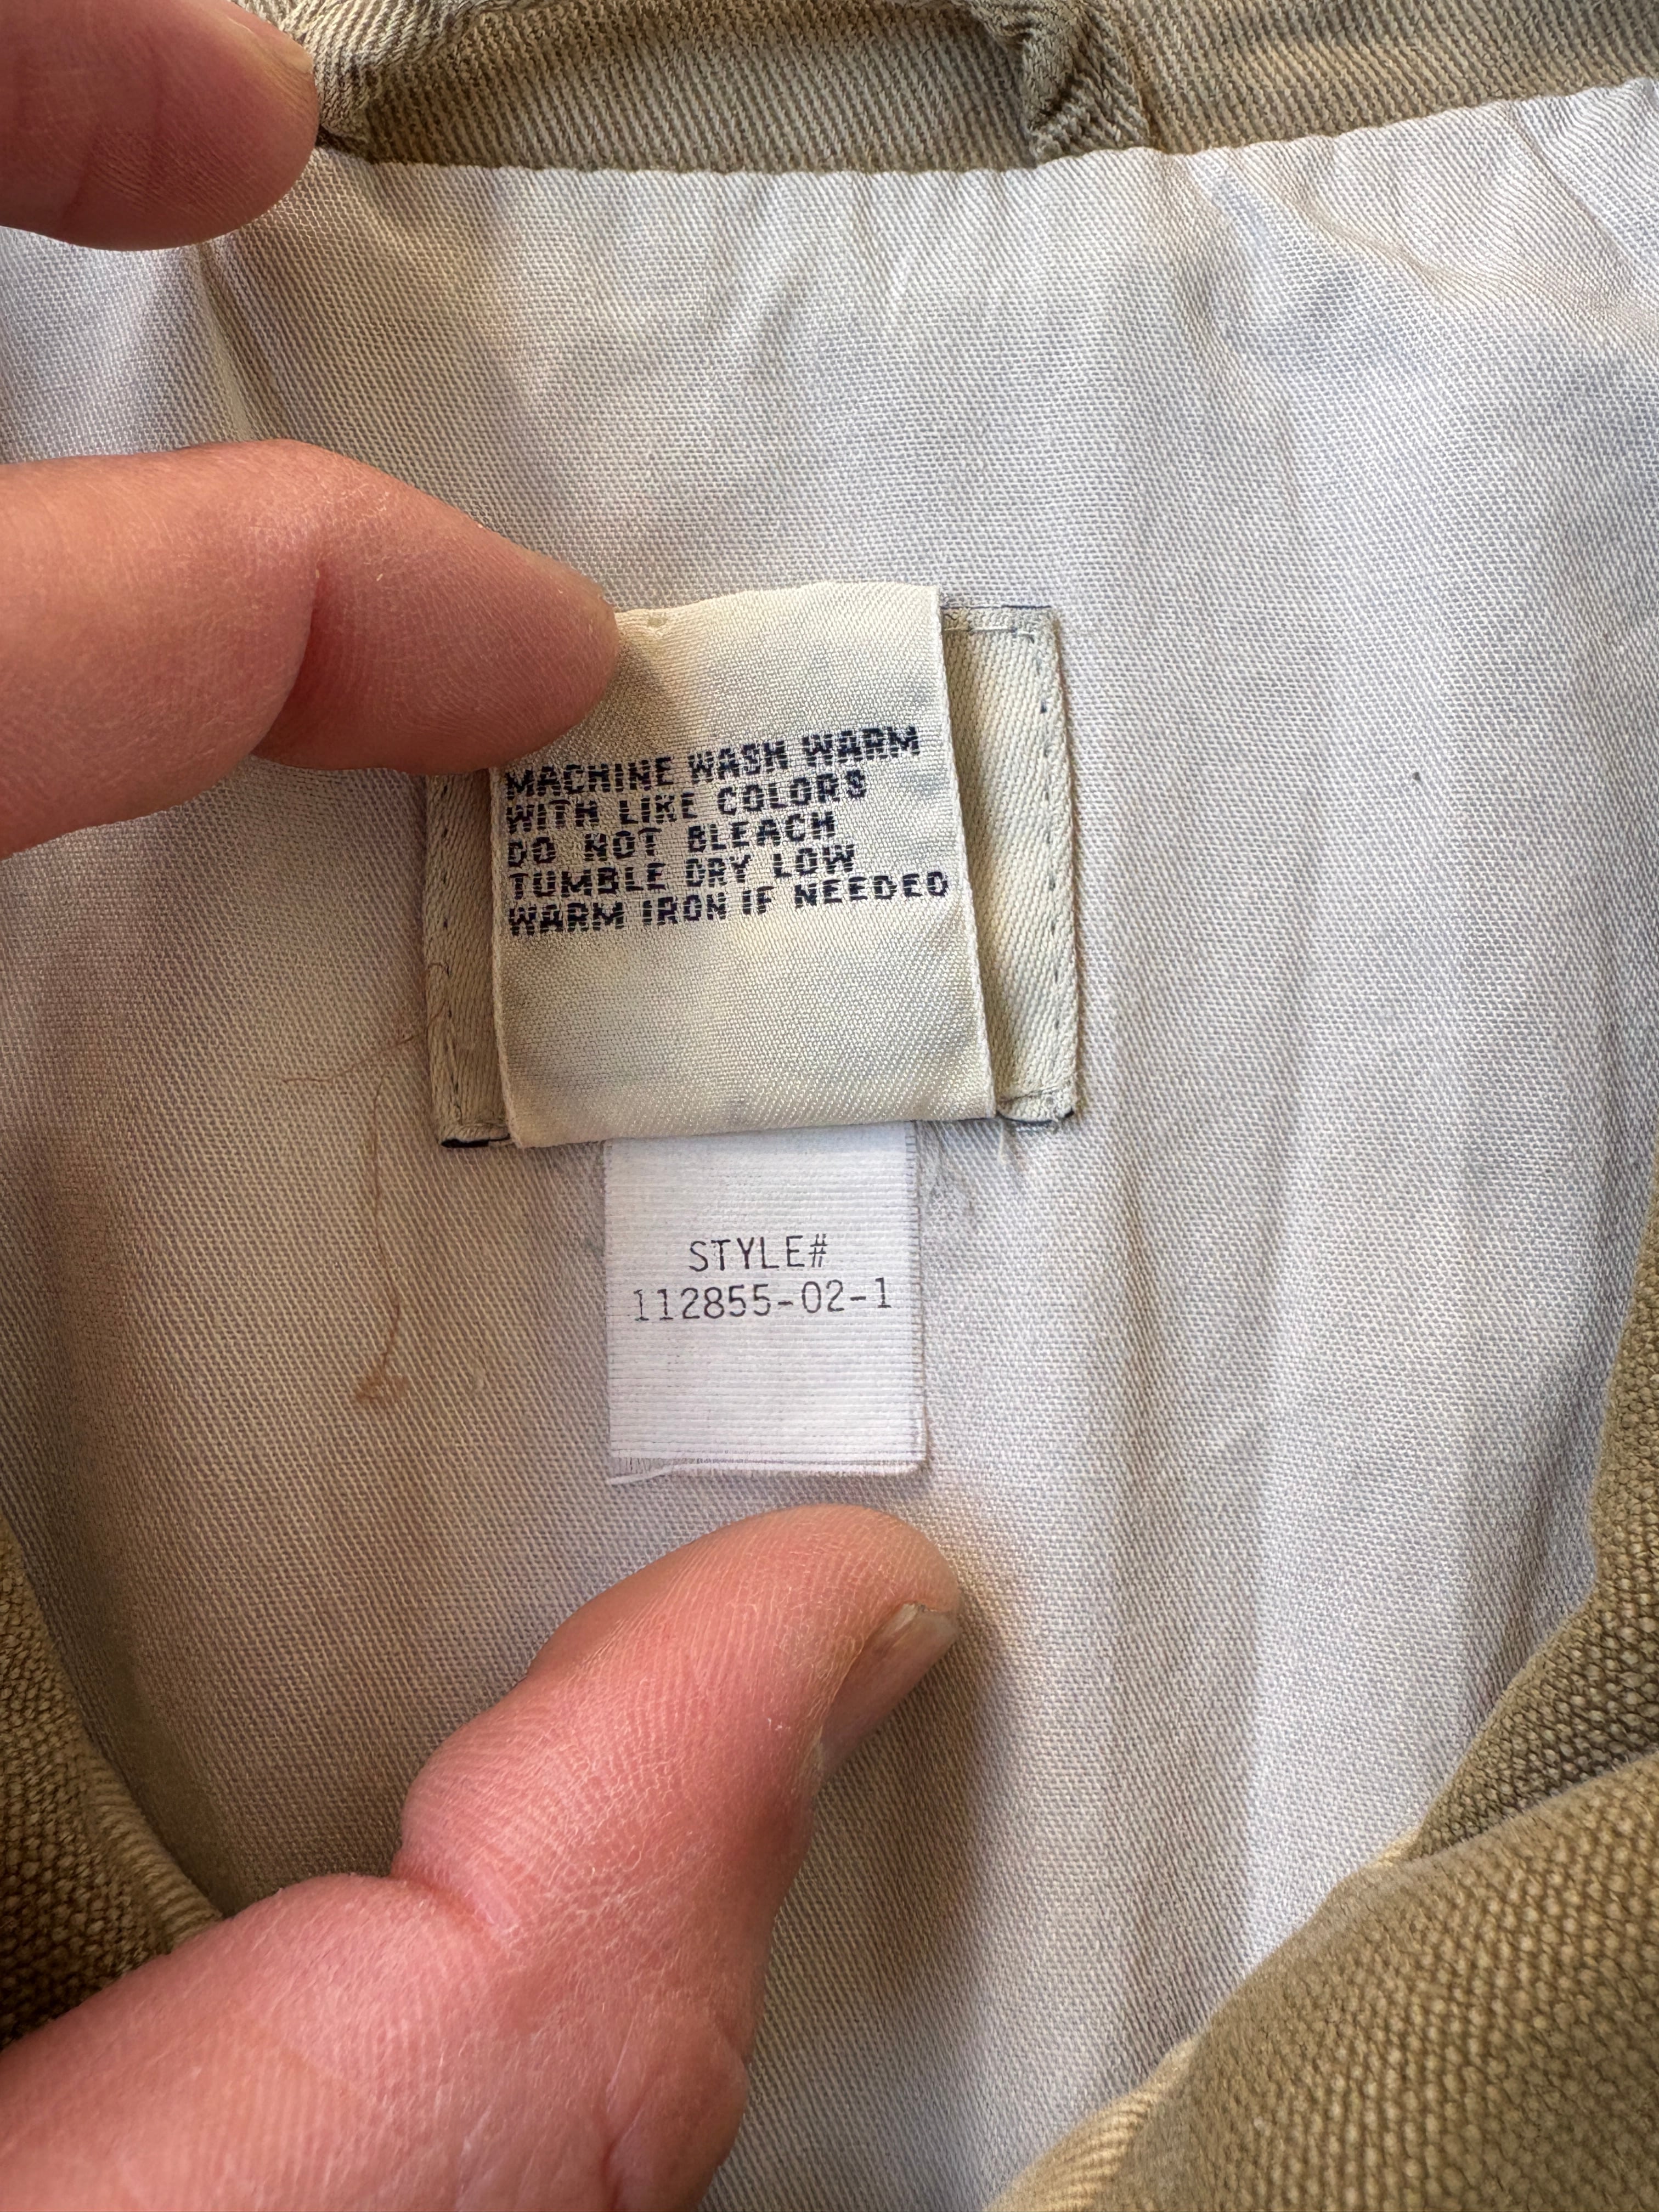 MACHINE WASH WARM
WITH LIKE COLORS
DO NOT BLEACH
TUMBLE DRY LOW
WARM IRON IF NEEDED
STYLE#
112855-02-1